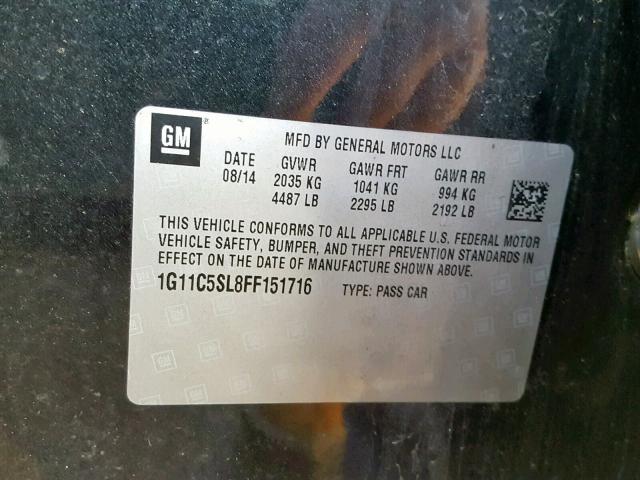 GM
MFD BY GENERAL MOTORS LLC
DATE GVWR GAWR FRT GAWR RR
08/14 2035 KG 1041 KG 994 KG
4487 LB 2295 LB 2192 LB
THIS VEHICLE CONFORMS TO ALL APPLICABLE U.S. FEDERAL MOTOR
VEHICLE SAFETY, BUMPER, AND THEFT PREVENTION STANDARDS IN
EFFECT ON THE DATE OF MANUFACTURE SHOWN ABOVE.
1G11C5SL8FF151716 TYPE: PASS CAR